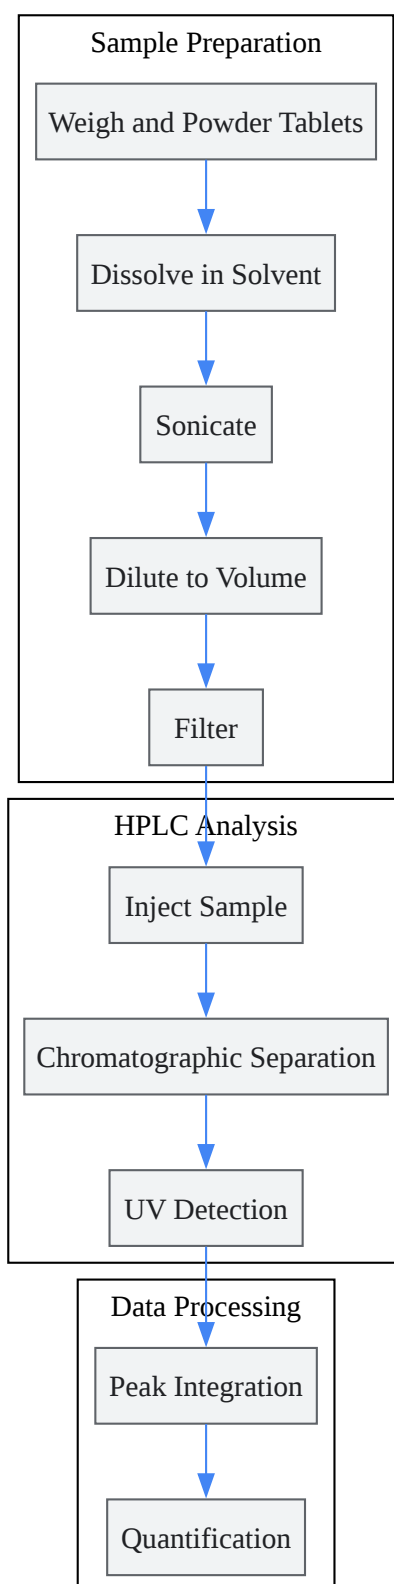 Sample Preparation
Weigh and Powder Tablets
Dissolve in Solvent
Sonicate
Dilute to Volume
Filter
HPLC Analysis
Inject Sample
Chromatographic Separation
UV Detection
Data Processing
Peak Integration
Quantification